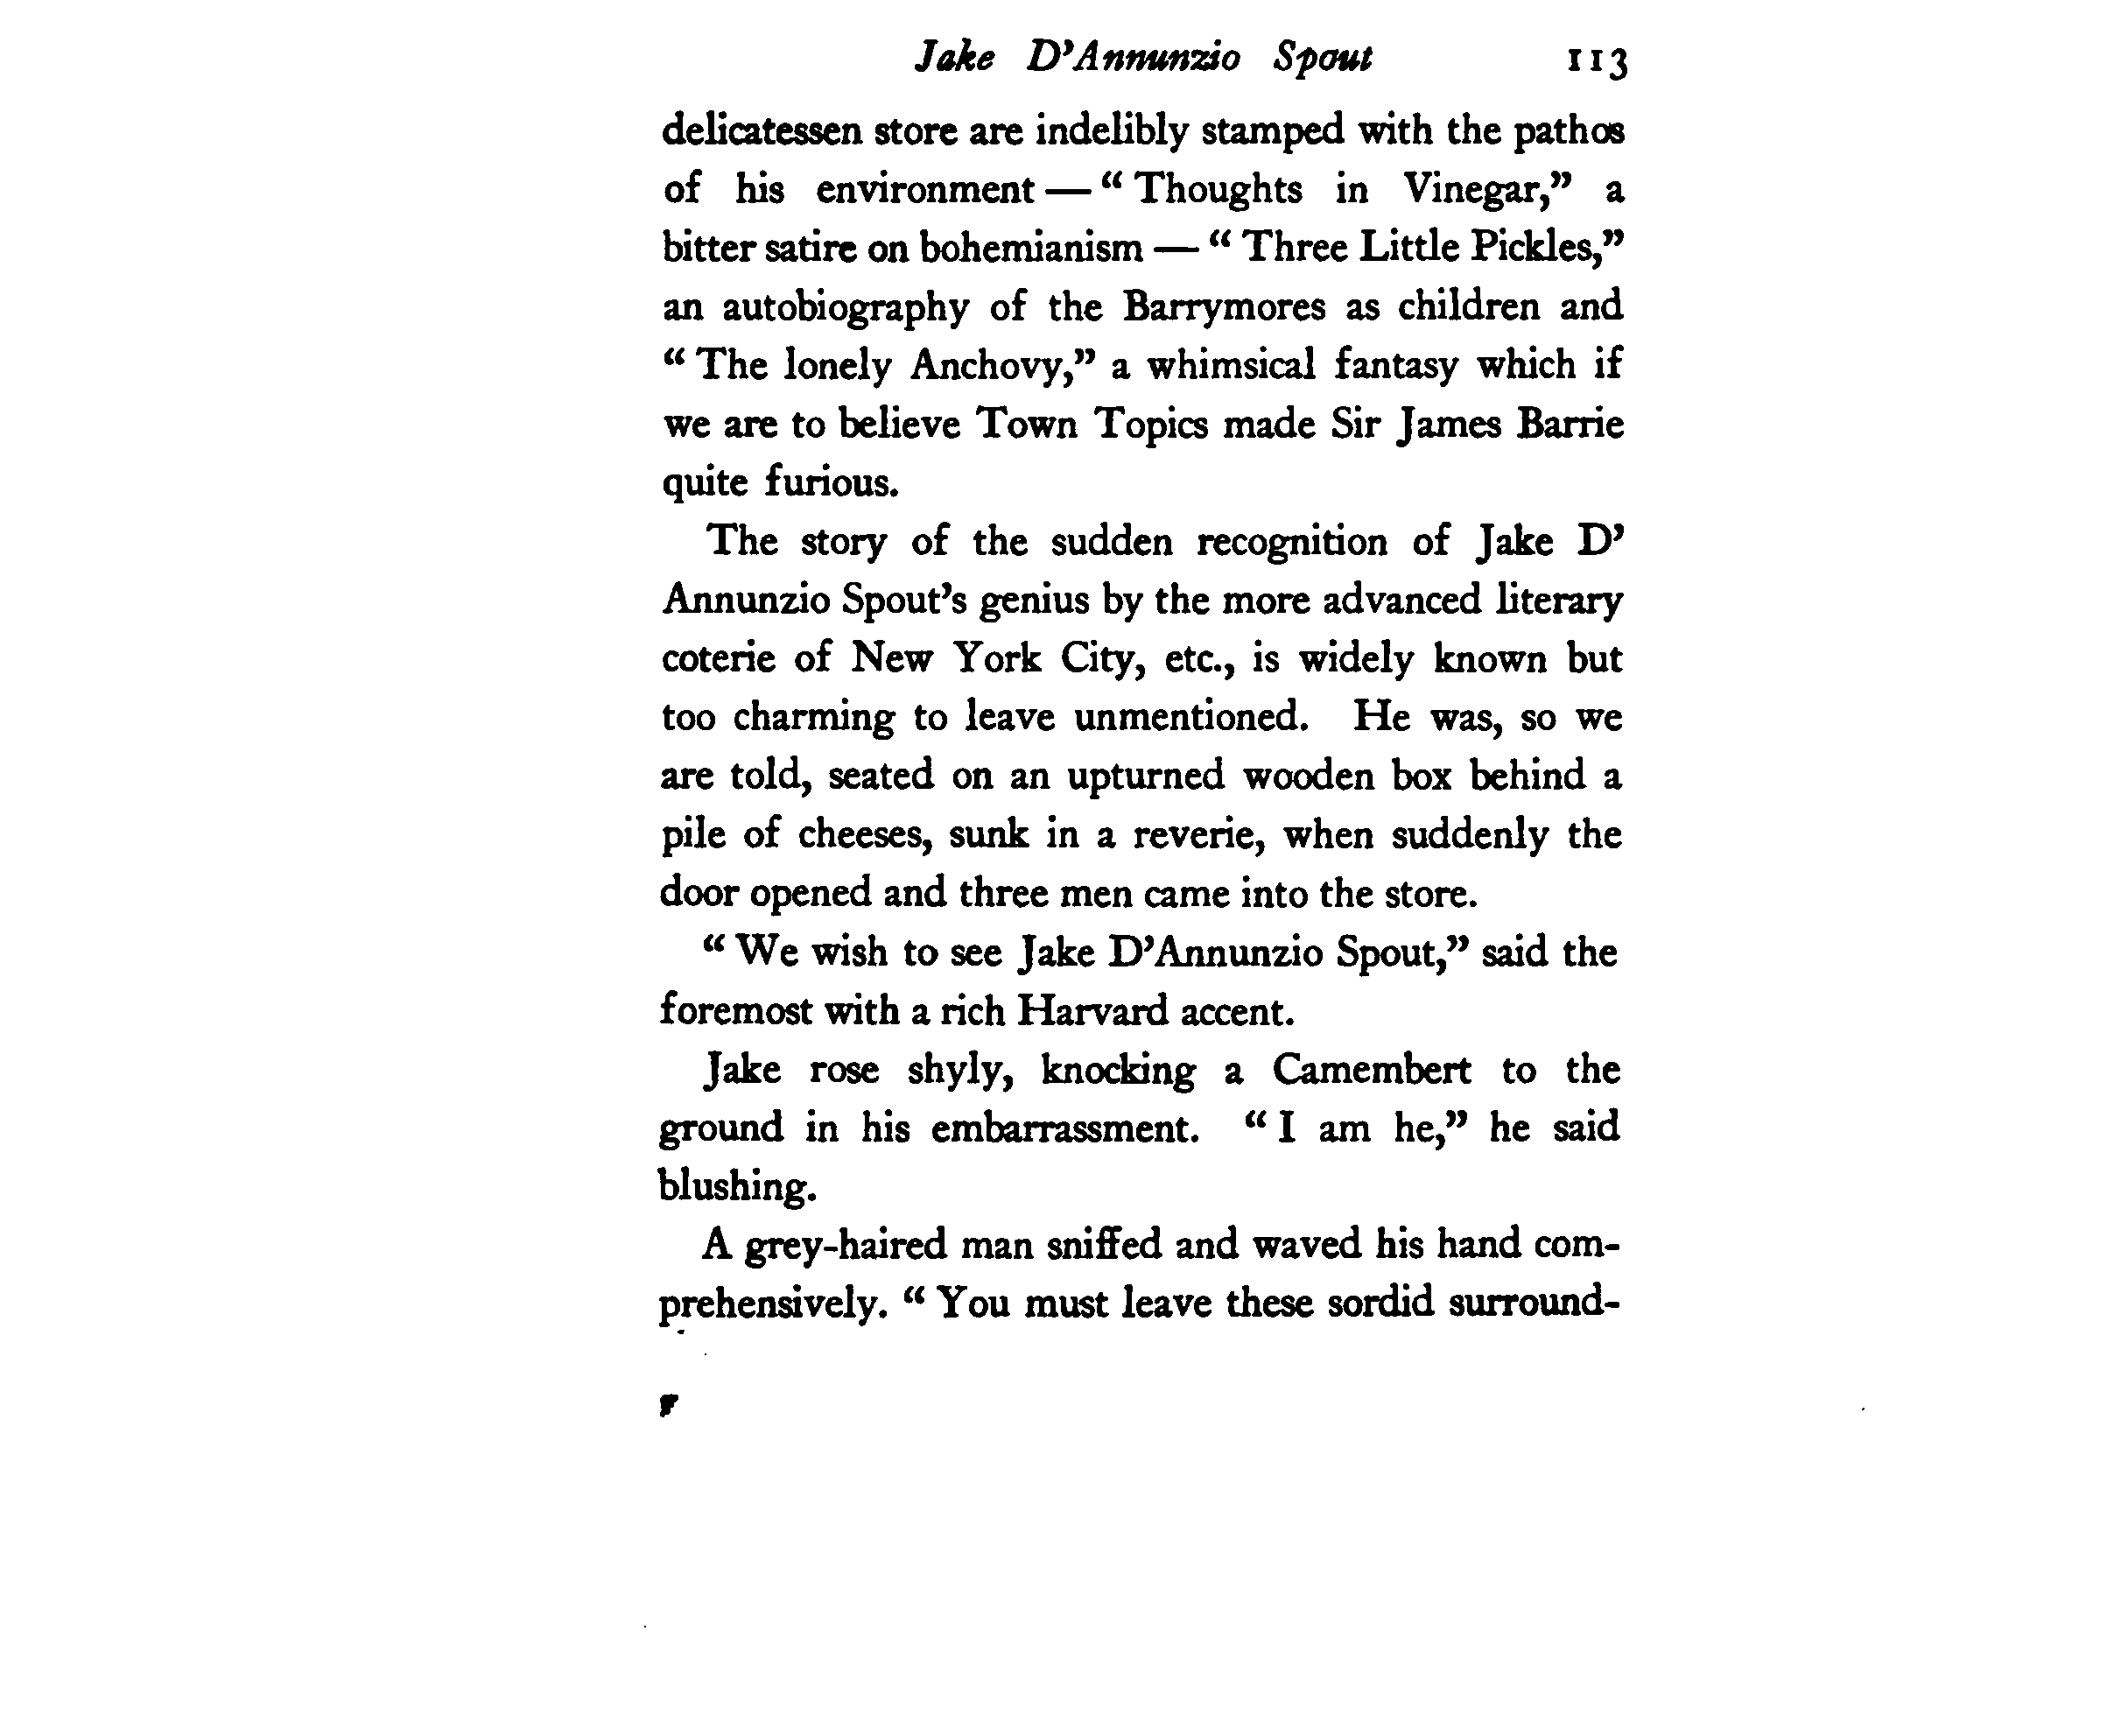 Jake D'Annunzio Spout 113
delicatessen store are indelibly stamped with the pathos
of his environment — “ Thoughts in Vinegar,” a
bitter satire on bohemianism — “ Three Little Pickles,”
an autobiography of the Barrymores as children and
“ The lonely Anchovy,” a whimsical fantasy which if
we are to believe Town Topics made Sir James Barrie
quite furious.
The story of the sudden recognition of Jake D’
Annunzio Spout’s genius by the more advanced literary
coterie of New York City, etc., is widely known but
too charming to leave unmentioned. He was, so we
are told, seated on an upturned wooden box behind a
pile of cheeses, sunk in a reverie, when suddenly the
door opened and three men came into the store.
“ We wish to see Jake D’Annunzio Spout,” said the
foremost with a rich Harvard accent.
Jake rose shyly, knocking a Camembert to the
ground in his embarrassment. “ I am he,” he said
blushing.
A grey-haired man sniffed and waved his hand com-
prehensively. “ You must leave these sordid surround-